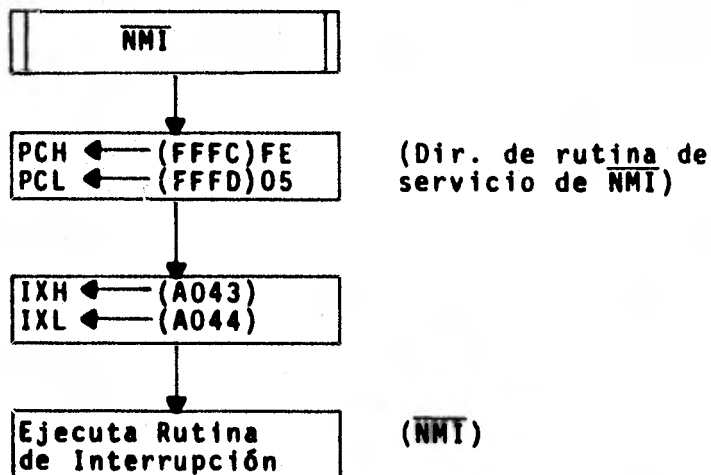 NMI
PCH ← (FFFC)FE
PCL ← (FFFD)05
(Dir. de rutina de
servicio de NMI)
IXH ← (A043)
IXL ← (A044)
Ejecuta Rutina
de Interrupción
(NMI)